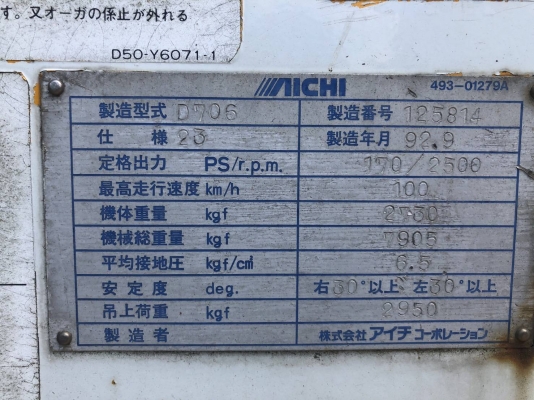 す。又オーガの係止が外れる
D50-Y6071-1
AICHI 493-01279A
製造型式 D706 製造番号 125814
仕様 23 製造年月 92.9
定格出力 PS/r.p.m. 170/2500
最高走行速度 km/h 100
機体重量 kgf 2730
機械総重量 kgf 7905
平均接地圧 kgf/cm² 6.5
安定度 deg. 右30°以上 左30°以上
吊上荷重 kgf 2950
製造者 株式会社 アイチ コーポレーション